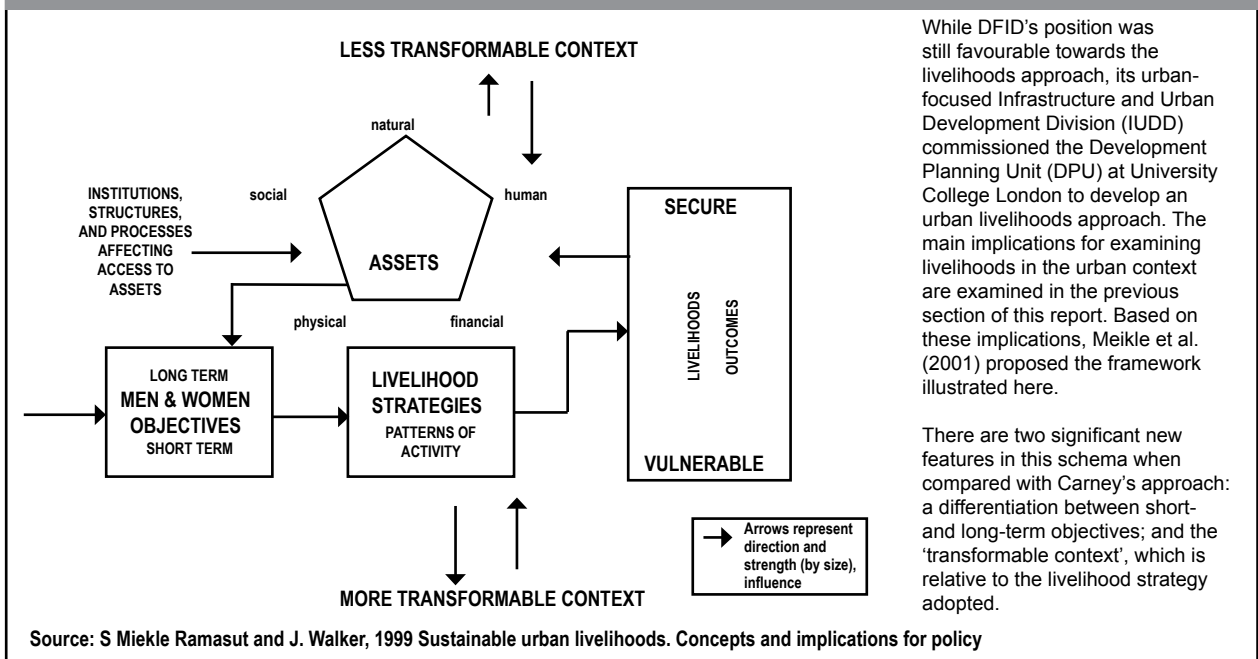 LESS TRANSFORMABLE CONTEXT
natural
social
human
INSTITUTIONS,
STRUCTURES,
AND PROCESSES
AFFECTING
ACCESS TO
ASSETS
ASSETS
physical
financial
LONG TERM
MEN & WOMEN
OBJECTIVES
SHORT TERM
LIVELIHOOD
STRATEGIES
PATTERNS OF
ACTIVITY
SECURE
LIVELIHOODS
OUTCOMES
VULNERABLE
Arrows represent
direction and
strength (by size),
influence
MORE TRANSFORMABLE CONTEXT
While DFID’s position was
still favourable towards the
livelihoods approach, its urban-
focused Infrastructure and Urban
Development Division (IUDD)
commissioned the Development
Planning Unit (DPU) at University
College London to develop an
urban livelihoods approach. The
main implications for examining
livelihoods in the urban context
are examined in the previous
section of this report. Based on
these implications, Meikle et al.
(2001) proposed the framework
illustrated here.
There are two significant new
features in this schema when
compared with Carney’s approach:
a differentiation between short-
and long-term objectives; and the
‘transformable context’, which is
relative to the livelihood strategy
adopted.
Source: S Miekle Ramasut and J. Walker, 1999 Sustainable urban livelihoods. Concepts and implications for policy